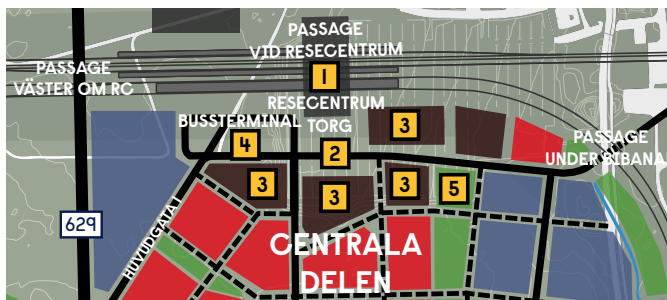 PASSAGE
VID RESECENTRUM
PASSAGE
VÄSTER OM RC
1
RESECENTRUM
TORG
BUSSTERMINAL
3
4
2
PASSAGE
UNDER BIBANA
3
3
3
5
629
HUVUDGATA
CENTRALA
DELEN